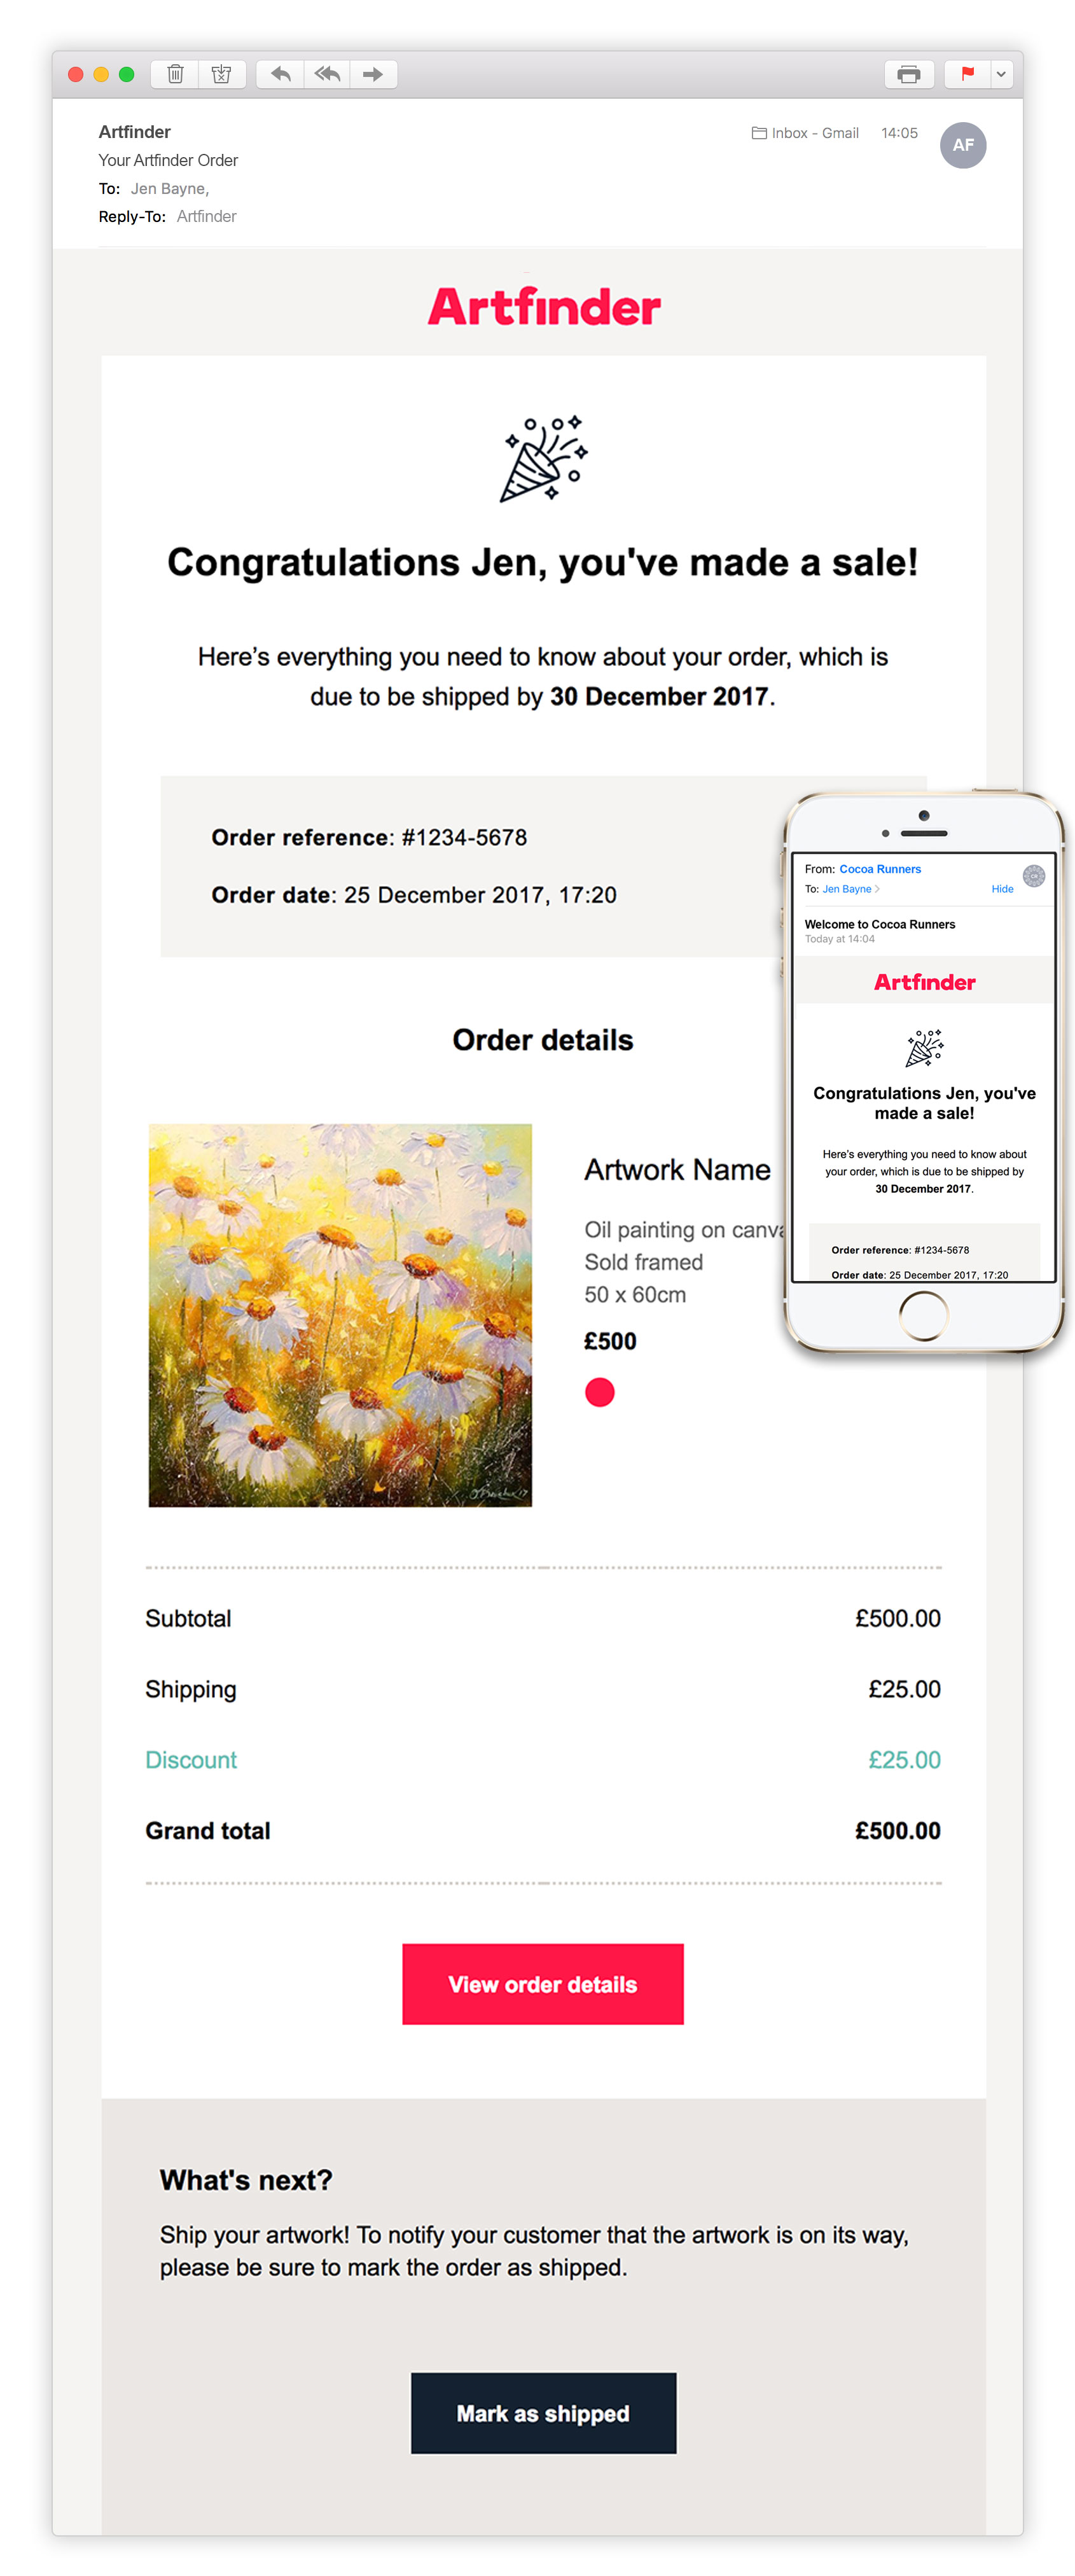 Artfinder
Inbox - Gmail 14:05
AF
Your Artfinder Order
To: Jen Bayne,
Reply-To: Artfinder
Artfinder
Congratulations Jen, you've made a sale!
Here's everything you need to know about your order, which is
due to be shipped by 30 December 2017.
Order reference: #1234-5678
Order date: 25 December 2017, 17:20
Order details
Artwork Name
Oil painting on canva
Sold framed
50 x 60cm
£500
Subtotal £500.00
Shipping £25.00
Discount £25.00
Grand total £500.00
View order details
What's next?
Ship your artwork! To notify your customer that the artwork is on its way,
please be sure to mark the order as shipped.
Mark as shipped
From: Cocoa Runners
To: Jen Bayne
Hide
Welcome to Cocoa Runners
Today at 14:04
Artfinder
Congratulations Jen, you've
made a sale!
Here's everything you need to know about
your order, which is due to be shipped by
30 December 2017.
Order reference: #1234-5678
Order date: 25 December 2017, 17:20